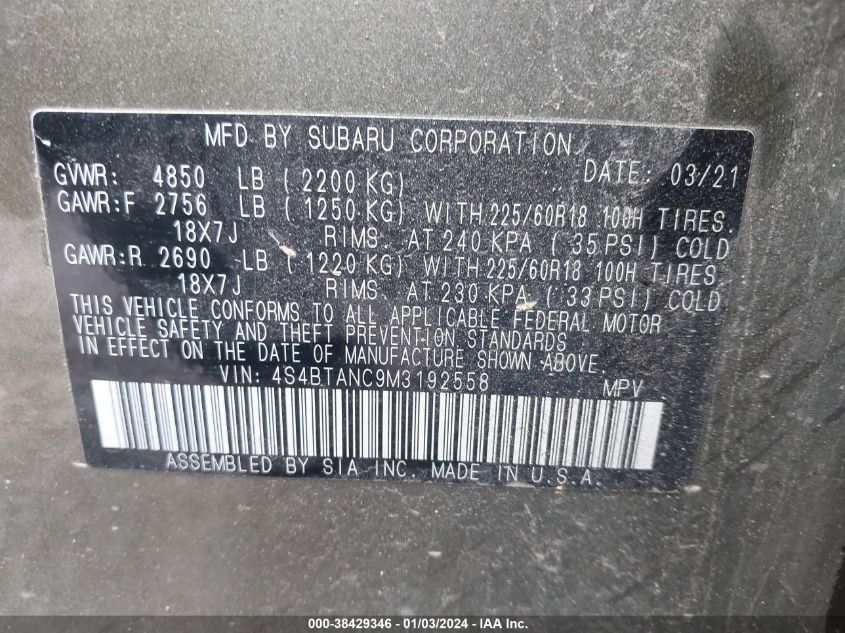 MFD BY SUBARU CORPORATION
DATE: 03/21
GVWR: 4850 LB (2200 KG)
GAWR:F 2756 LB (1250 KG) WITH 225/60R18 100H TIRES.
18X7J RIMS. AT 240 KPA (35 PSI) COLD
GAWR:R 2690 LB (1220 KG) WITH 225/60R18 100H TIRES.
18X7J RIMS. AT 230 KPA (33 PSI) COLD.
THIS VEHICLE CONFORMS TO ALL APPLICABLE FEDERAL MOTOR
VEHICLE SAFETY AND THEFT PREVENTION STANDARDS
IN EFFECT ON THE DATE OF MANUFACTURE SHOWN ABOVE.
VIN: 4S4BTANC9M3192558 MPV
ASSEMBLED BY SIA INC. MADE IN U.S.A.
000-38429346 - 01/03/2024 - IAA Inc.